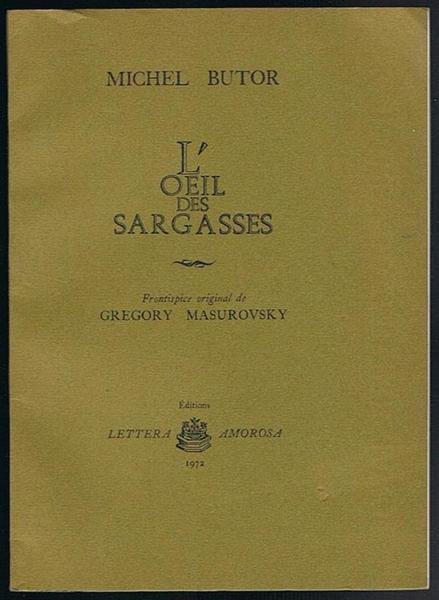 MICHEL BUTOR
L'
OEIL
DES
SARGASSES
Frontispice original de
GREGORY MASUROVSKY
Éditions
LETTERA AMOROSA
1972